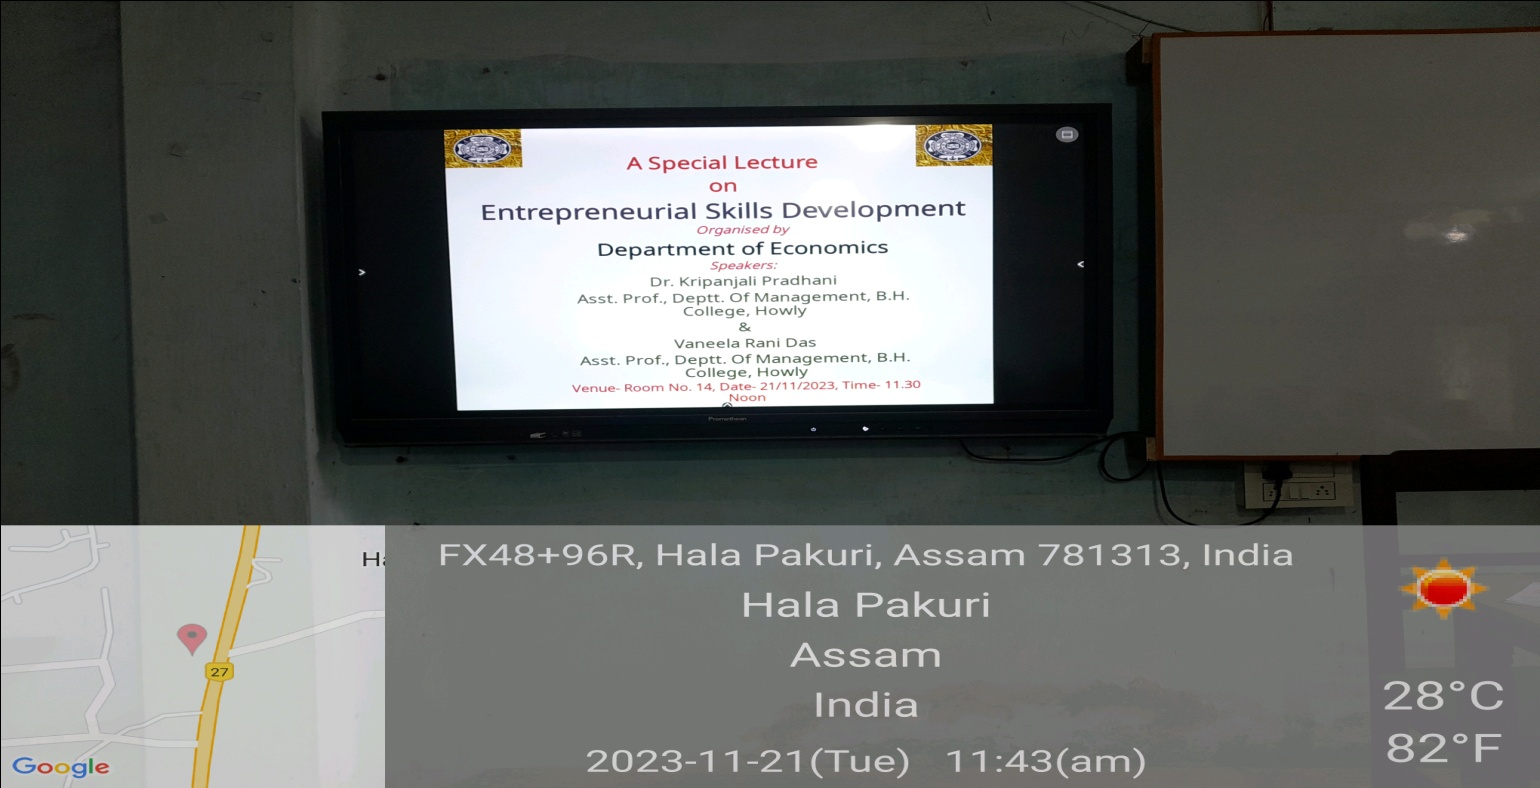 A Special Lecture
on
Entrepreneurial Skills Development
Organised by
Department of Economics
Speakers:
Dr. Kripanjali Pradhani
Asst. Prof., Deptt. Of Management, B.H.
College, Howly
&
Vaneela Rani Das
Asst. Prof., Deptt. Of Management, B.H.
College, Howly
Venue- Room No. 14, Date- 21/11/2023, Time- 11.30
Noon
Promethean
Ha
27
Google
FX48+96R, Hala Pakuri, Assam 781313, India
Hala Pakuri
Assam
India
2023-11-21(Tue) 11:43(am)
28°C
82°F